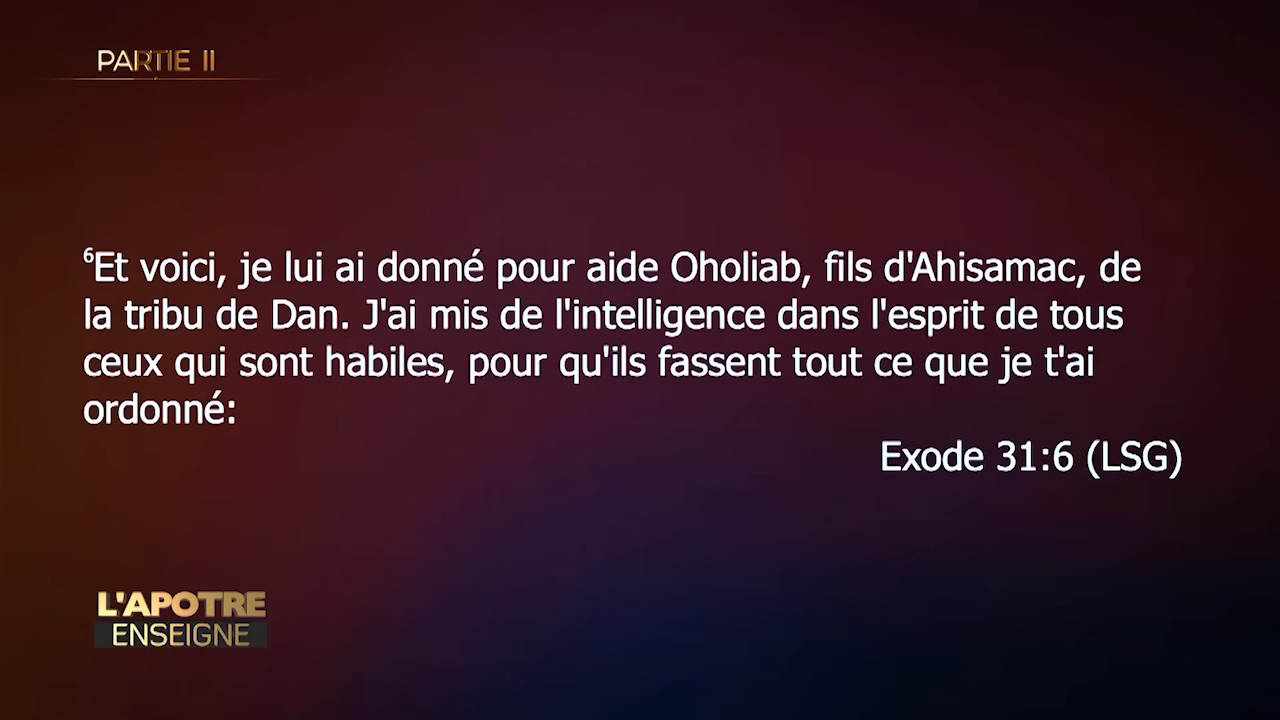 PARTIE II
⁶Et voici, je lui ai donné pour aide Oholiab, fils d'Ahisamac, de
la tribu de Dan. J'ai mis de l'intelligence dans l'esprit de tous
ceux qui sont habiles, pour qu'ils fassent tout ce que je t'ai
ordonné:
Exode 31:6 (LSG)
L'APOTRE
ENSEIGNE